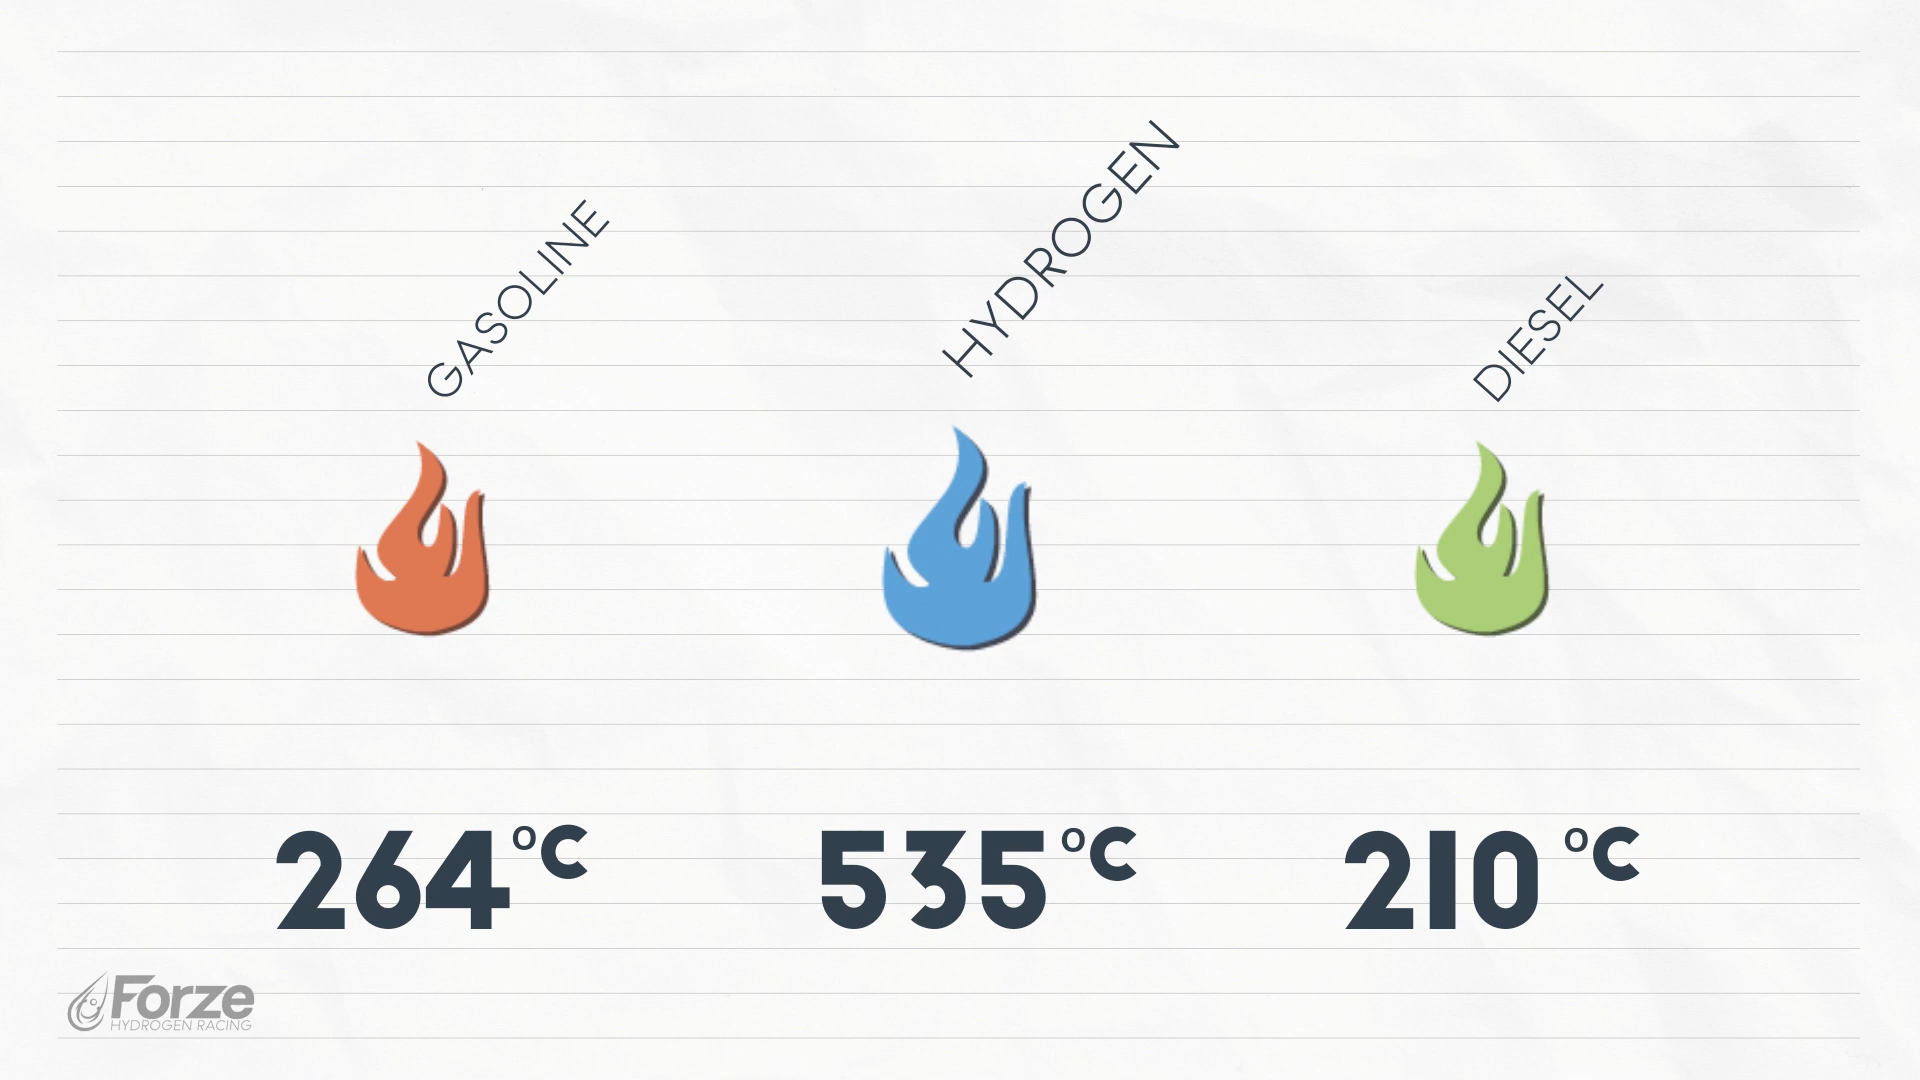 GASOLINE
HYDROGEN
DIESEL
264°C
535°C
210 °C
Forze
HYDROGEN RACING